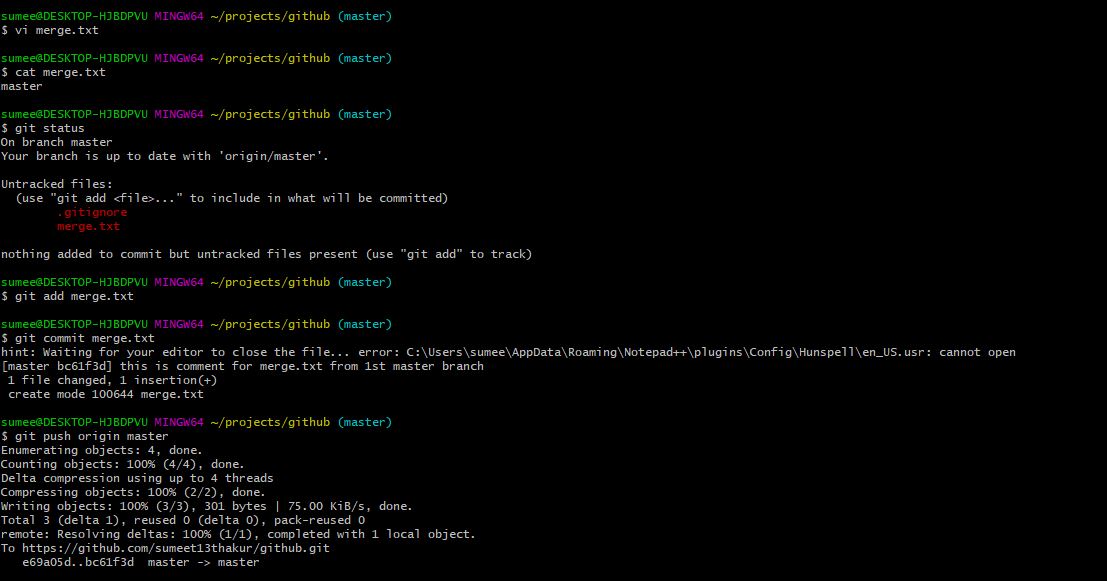 sumee@DESKTOP-HJBDPVU MINGW64 ~/projects/github (master)
$ vi merge.txt
sumee@DESKTOP-HJBDPVU MINGW64 ~/projects/github (master)
$ cat merge.txt
master
sumee@DESKTOP-HJBDPVU MINGW64 ~/projects/github (master)
$ git status
On branch master
Your branch is up to date with 'origin/master'.
Untracked files:
  (use "git add <file>..." to include in what will be committed)
        .gitignore
        merge.txt
nothing added to commit but untracked files present (use "git add" to track)
sumee@DESKTOP-HJBDPVU MINGW64 ~/projects/github (master)
$ git add merge.txt
sumee@DESKTOP-HJBDPVU MINGW64 ~/projects/github (master)
$ git commit merge.txt
hint: Waiting for your editor to close the file... error: C:\Users\sumee\AppData\Roaming\Notepad++\plugins\Config\Hunspell\en_US.usr: cannot open
[master bc61f3d] this is comment for merge.txt from 1st master branch
 1 file changed, 1 insertion(+)
 create mode 100644 merge.txt
sumee@DESKTOP-HJBDPVU MINGW64 ~/projects/github (master)
$ git push origin master
Enumerating objects: 4, done.
Counting objects: 100% (4/4), done.
Delta compression using up to 4 threads
Compressing objects: 100% (2/2), done.
Writing objects: 100% (3/3), 301 bytes | 75.00 KiB/s, done.
Total 3 (delta 1), reused 0 (delta 0), pack-reused 0
remote: Resolving deltas: 100% (1/1), completed with 1 local object.
To https://github.com/sumeet13thakur/github.git
   e69a05d..bc61f3d  master -> master